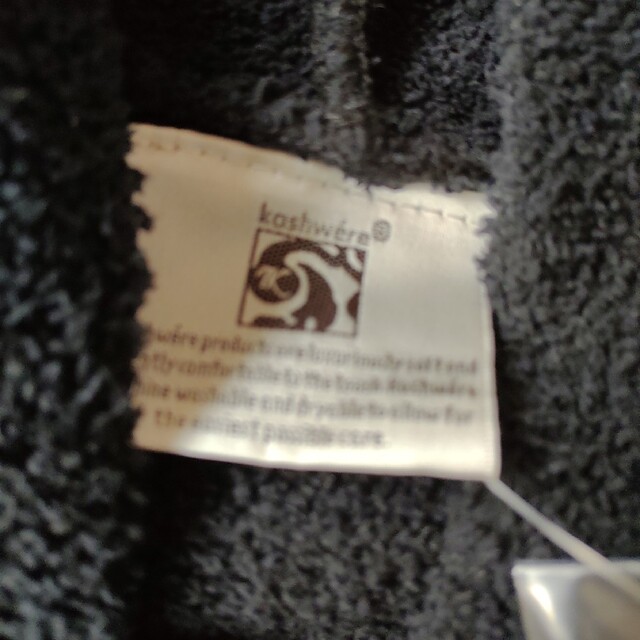 kashwére®
K
products are luxuriously soft and
comfortable to the touch. Kashwére
washable and dryable to allow for
the easiest possible care.